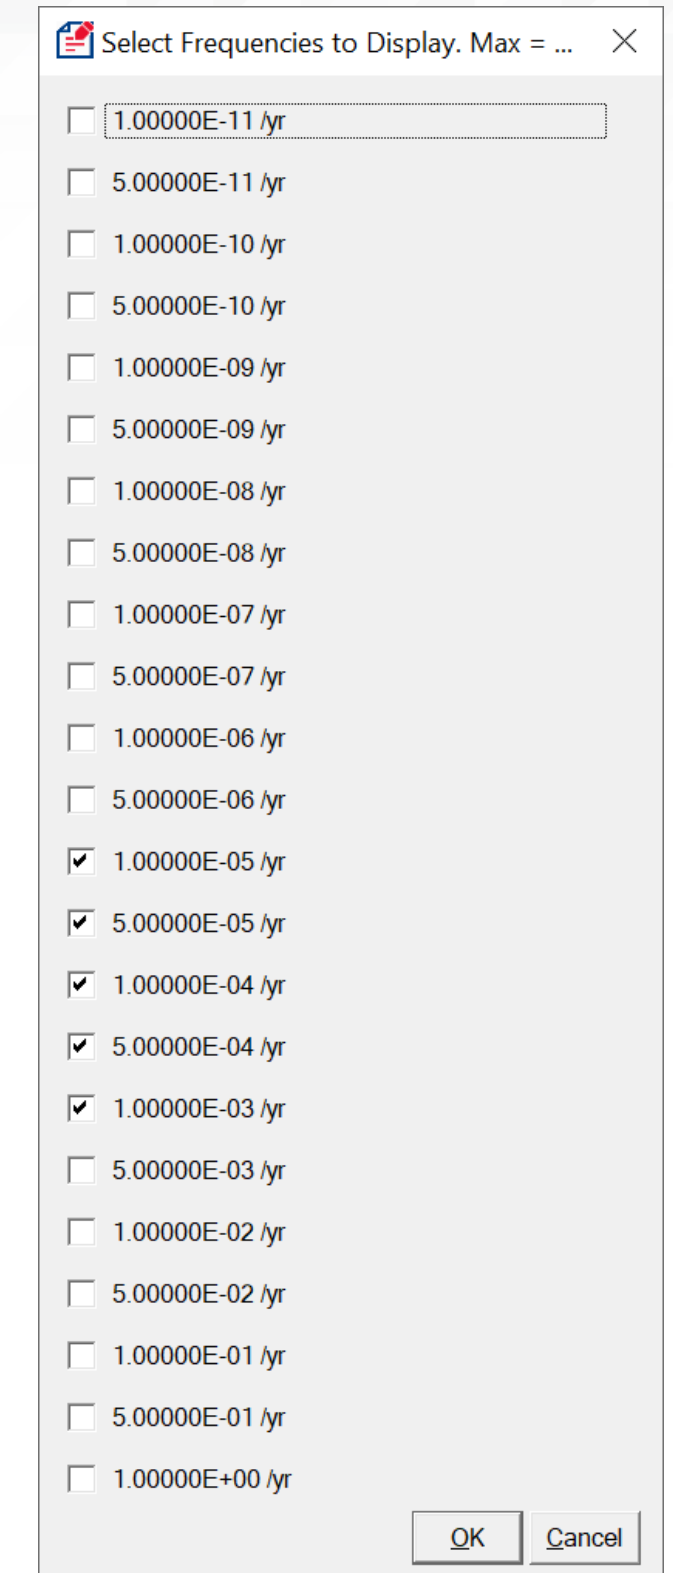 Select Frequencies to Display. Max = ...
1.00000E-11 /yr
5.00000E-11 /yr
1.00000E-10 /yr
5.00000E-10 /yr
1.00000E-09 /yr
5.00000E-09 /yr
1.00000E-08 /yr
5.00000E-08 /yr
1.00000E-07 /yr
5.00000E-07 /yr
1.00000E-06 /yr
5.00000E-06 /yr
1.00000E-05 /yr
5.00000E-05 /yr
1.00000E-04 /yr
5.00000E-04 /yr
1.00000E-03 /yr
5.00000E-03 /yr
1.00000E-02 /yr
5.00000E-02 /yr
1.00000E-01 /yr
5.00000E-01 /yr
1.00000E+00 /yr
OK Cancel